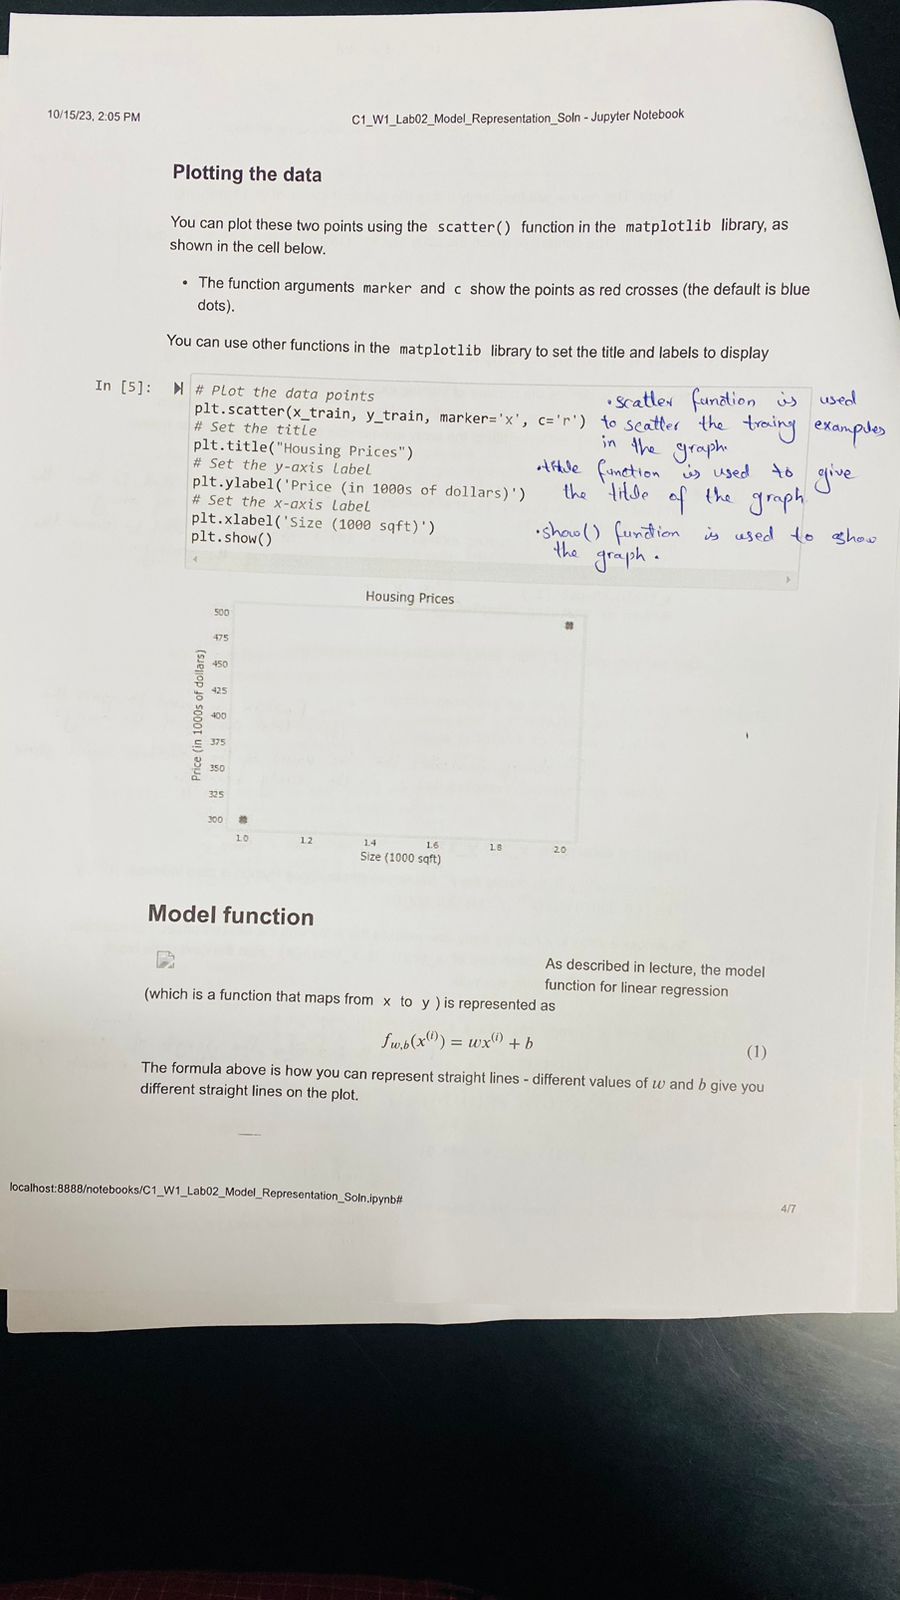 10/15/23, 2:05 PM
C1_W1_Lab02_Model_Representation_Soln - Jupyter Notebook
Plotting the data
You can plot these two points using the scatter() function in the matplotlib library, as
shown in the cell below.
• The function arguments marker and c show the points as red crosses (the default is blue
dots).
You can use other functions in the matplotlib library to set the title and labels to display
In [5]:
# Plot the data points
plt.scatter(x_train, y_train, marker='x', c='r')
# Set the title
plt.title("Housing Prices")
# Set the y-axis label
plt.ylabel('Price (in 1000s of dollars)')
# Set the x-axis label
plt.xlabel('Size (1000 sqft)')
plt.show()
• scatter function is used
to scatter the traing examples
in the graph.
• title function is used to give
the title of the graph
• show() function is used to show
the graph.
Housing Prices
Price (in 1000s of dollars)
500
475
450
425
400
375
350
325
300
1.0 1.2 1.4 1.6 1.8 2.0
Size (1000 sqft)
Model function
As described in lecture, the model
function for linear regression
(which is a function that maps from x to y ) is represented as
f_{w,b}(x^{(i)}) = wx^{(i)} + b (1)
The formula above is how you can represent straight lines - different values of w and b give you
different straight lines on the plot.
localhost:8888/notebooks/C1_W1_Lab02_Model_Representation_Soln.ipynb#
4/7